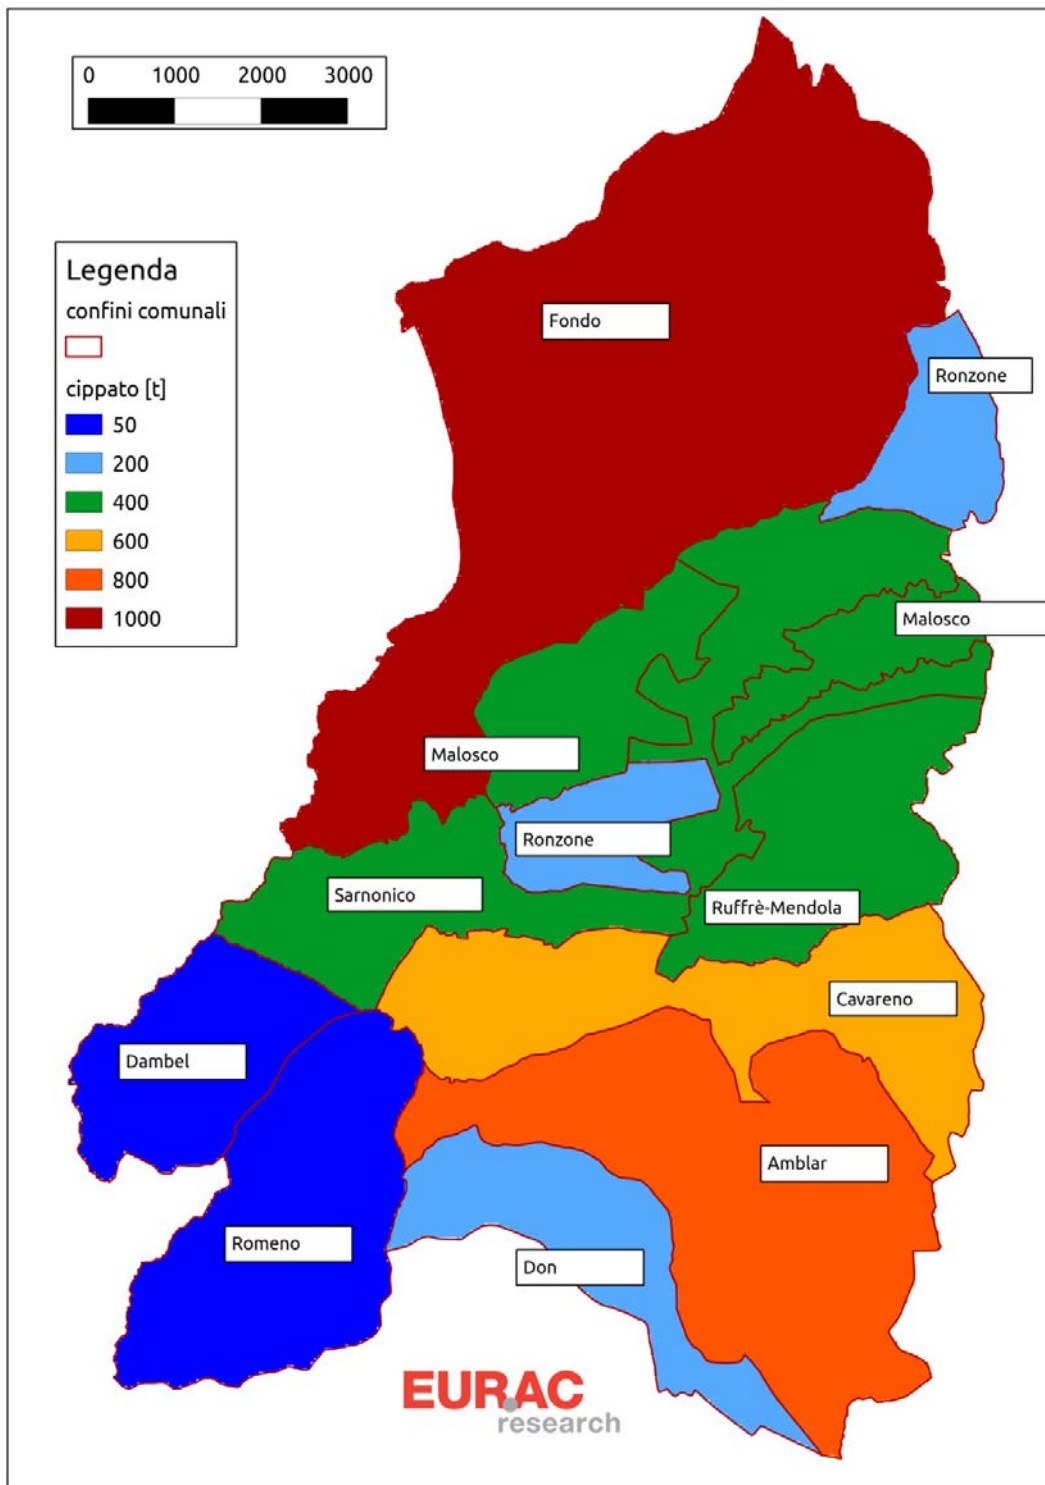 0 1000 2000 3000
Legenda
confini comunali
cippato [t]
50
200
400
600
800
1000
Fondo
Ronzone
Malosco
Malosco
Ronzone
Sarnonico
Ruffrè-Mendola
Cavareno
Dambel
Amblar
Romeno
Don
EURAC
research